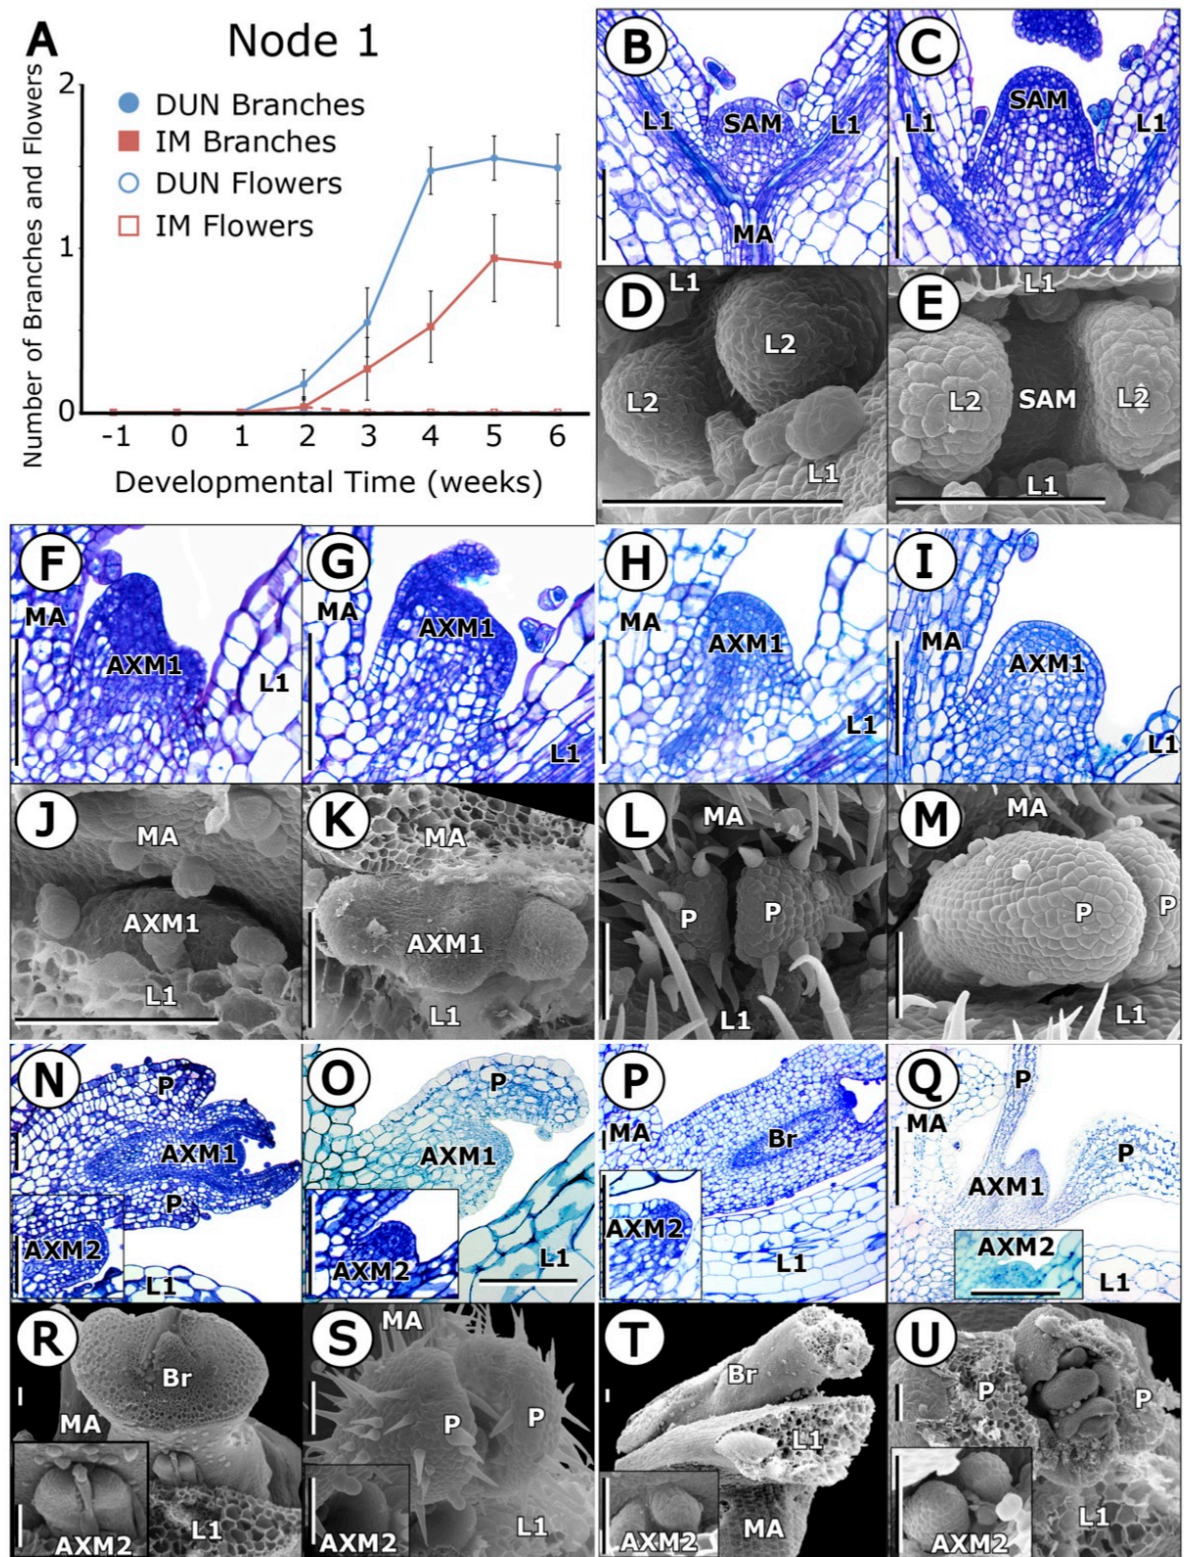 A
Node 1
Number of Branches and Flowers
2
1
0
DUN Branches
IM Branches
DUN Flowers
IM Flowers
-1 0 1 2 3 4 5 6
Developmental Time (weeks)
B
L1
SAM
L1
MA
C
SAM
L1
L1
D
L1
L2
L2
L1
E
L1
L2
SAM
L2
L1
F
MA
AXM1
L1
G
MA
AXM1
L1
H
MA
AXM1
L1
I
MA
AXM1
L1
J
MA
AXM1
L1
K
MA
AXM1
L1
L
MA
P
P
L1
M
MA
P
P
L1
N
P
AXM1
P
AXM2
L1
O
P
AXM1
AXM2
L1
P
MA
Br
AXM2
L1
Q
P
MA
P
AXM1
AXM2
L1
R
Br
MA
AXM2
L1
S
MA
P
P
AXM2
L1
T
Br
L1
AXM2
MA
U
P
P
AXM2
L1